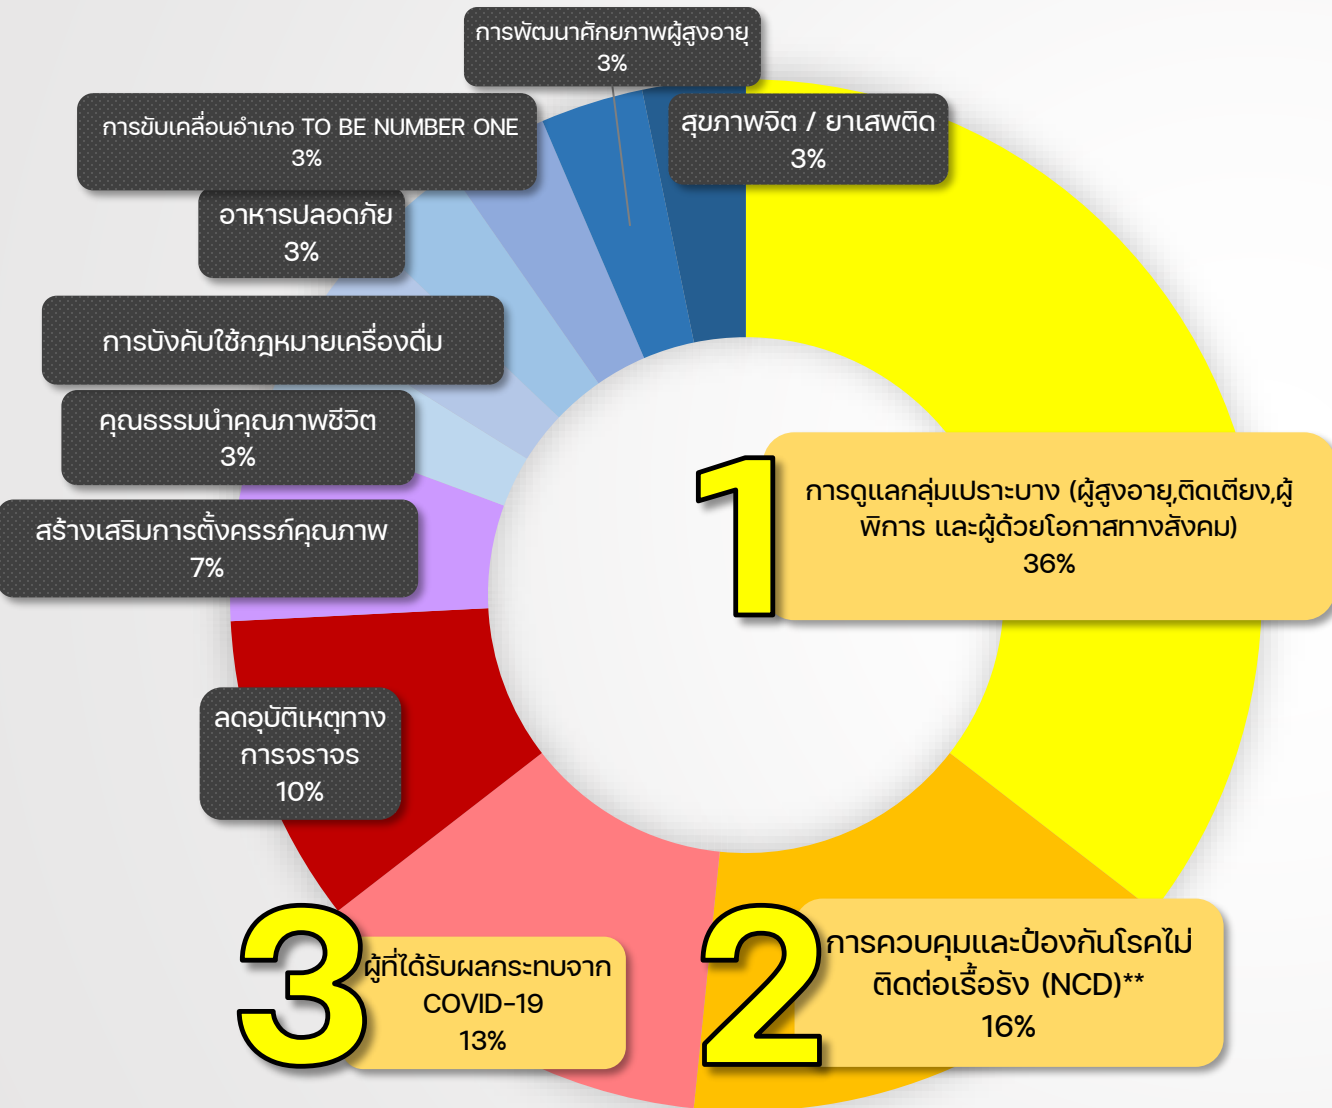 การพัฒนาศักยภาพผู้สูงอายุ
3%
สุขภาพจิต / ยาเสพติด
3%
การขับเคลื่อนอำเภอ TO BE NUMBER ONE
3%
อาหารปลอดภัย
3%
การบังคับใช้กฎหมายเครื่องดื่ม
คุณธรรมนำคุณภาพชีวิต
3%
สร้างเสริมการตั้งครรภ์คุณภาพ
7%
ลดอุบัติเหตุทาง
การจราจร
10%
1
การดูแลกลุ่มเปราะบาง (ผู้สูงอายุ,ติดเตียง,ผู้
พิการ และผู้ด้วยโอกาสทางสังคม)
36%
2
การควบคุมและป้องกันโรคไม่
ติดต่อเรื้อรัง (NCD)**
16%
3
ผู้ที่ได้รับผลกระทบจาก
COVID-19
13%